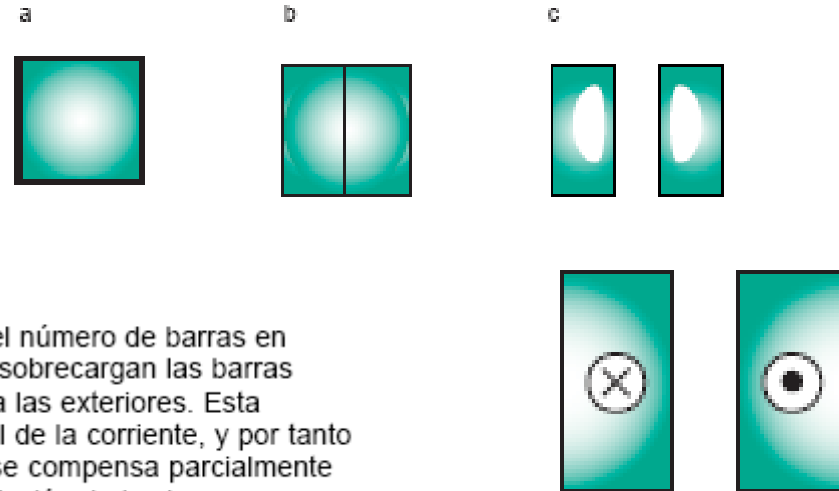 a b c
el número de barras en
sobrecargan las barras
a las exteriores. Esta
l de la corriente, y por tanto
se compensa parcialmente